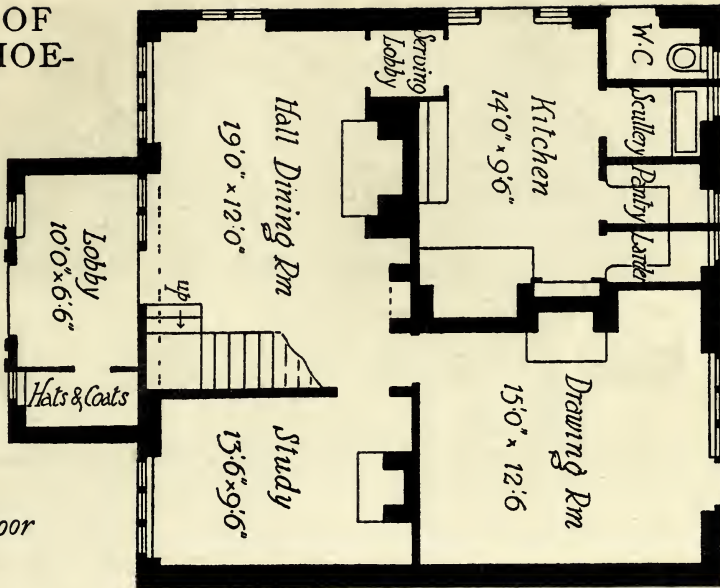 OF
HOE-
W.C
Serving
Lobby
Scullery
Kitchen
14'0" × 9'6"
Pantry
Larder
Hall Dining Rm
19'0" × 12'0"
Lobby
10'0" × 6'6"
up
Hats & Coats
Study
13'6" × 9'6"
Drawing Rm
15'0" × 12'6
oor